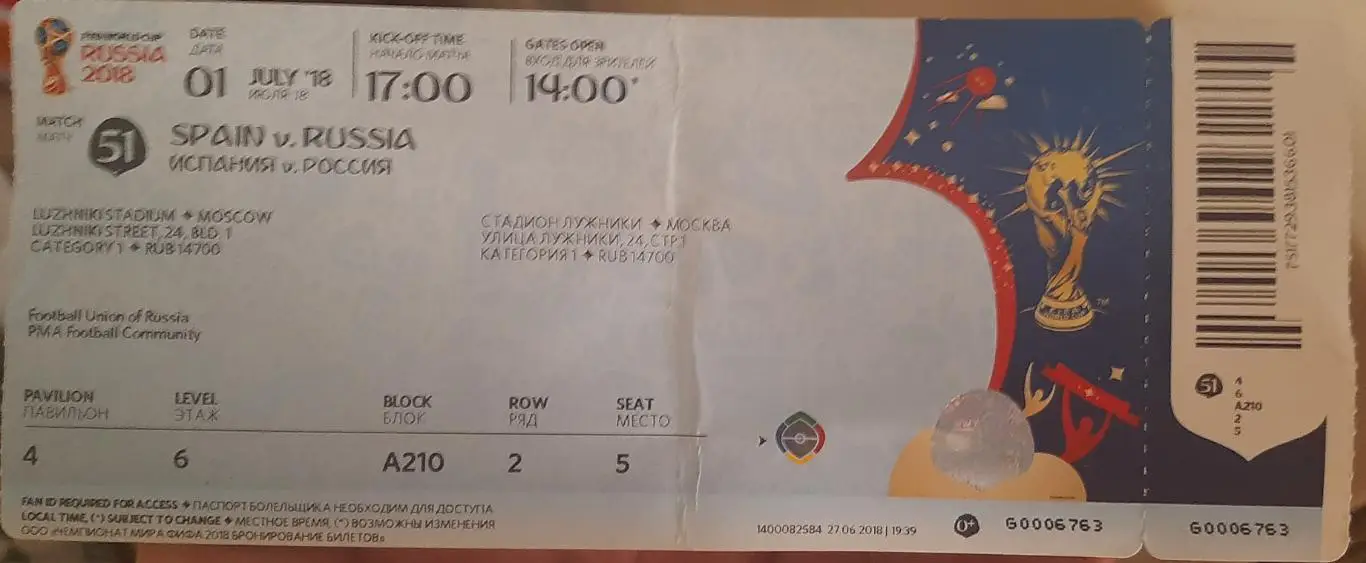 FIFA WORLD CUP
RUSSIA
2018
DATE
ДАТА
01 JULY '18
ИЮЛЯ 18
KICK-OFF TIME
НАЧАЛО МАТЧА
17:00
GATES OPEN
ВХОД ДЛЯ ЗРИТЕЛЕЙ
14:00*
MATCH
МАТЧ
51
SPAIN v. RUSSIA
ИСПАНИЯ v. РОССИЯ
LUZHNIKI STADIUM ✦ MOSCOW
LUZHNIKI STREET, 24, BLD. 1
CATEGORY 1 ✦ RUB 14700
СТАДИОН ЛУЖНИКИ ✦ МОСКВА
УЛИЦА ЛУЖНИКИ, 24, СТР.1
КАТЕГОРИЯ 1 ✦ RUB 14700
Football Union of Russia
PMA Football Community
PAVILION
ПАВИЛЬОН
4
LEVEL
ЭТАЖ
6
BLOCK
БЛОК
A210
ROW
РЯД
2
SEAT
МЕСТО
5
FAN ID REQUIRED FOR ACCESS ✦ ПАСПОРТ БОЛЕЛЬЩИКА НЕОБХОДИМ ДЛЯ ДОСТУПА
LOCAL TIME, (*) SUBJECT TO CHANGE ✦ МЕСТНОЕ ВРЕМЯ, (*) ВОЗМОЖНЫ ИЗМЕНЕНИЯ
ООО «ЧЕМПИОНАТ МИРА ФИФА 2018 БРОНИРОВАНИЕ БИЛЕТОВ»
1400082584 27.06 2018 | 19:39
0+
G0006763
TM
751772938153660
51
4
6
A210
2
5
G0006763